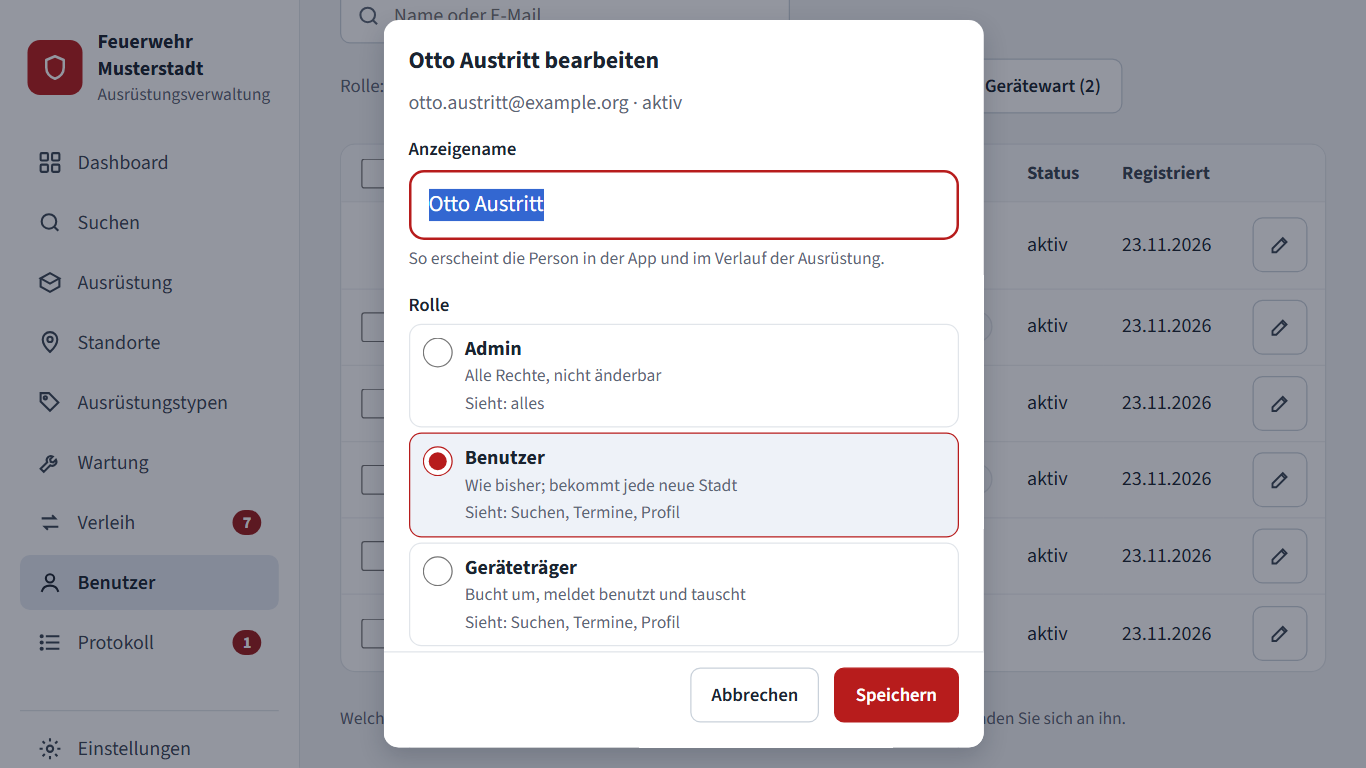 Feuerwehr
Musterstadt
Ausrüstungsverwaltung
Dashboard
Suchen
Ausrüstung
Standorte
Ausrüstungstypen
Wartung
Verleih 7
Benutzer
Protokoll 1
Einstellungen
Name oder E-Mail
Rolle:
Gerätewart (2)
Status Registriert
aktiv 23.11.2026
aktiv 23.11.2026
aktiv 23.11.2026
aktiv 23.11.2026
aktiv 23.11.2026
aktiv 23.11.2026
Sie sich an ihn.
Otto Austritt bearbeiten
otto.austritt@example.org · aktiv
Anzeigename
Otto Austritt
So erscheint die Person in der App und im Verlauf der Ausrüstung.
Rolle
Admin
Alle Rechte, nicht änderbar
Sieht: alles
Benutzer
Wie bisher; bekommt jede neue Stadt
Sieht: Suchen, Termine, Profil
Geräteträger
Bucht um, meldet benutzt und tauscht
Sieht: Suchen, Termine, Profil
Abbrechen
Speichern